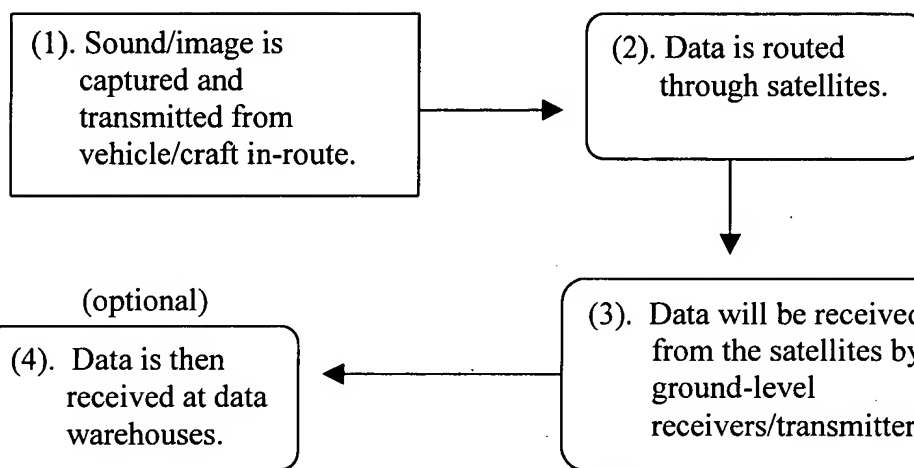 (1). Sound/image is
captured and
transmitted from
vehicle/craft in-route.
(2). Data is routed
through satellites.
(3). Data will be received
from the satellites by
ground-level
receivers/transmitter
(optional)
(4). Data is then
received at data
warehouses.